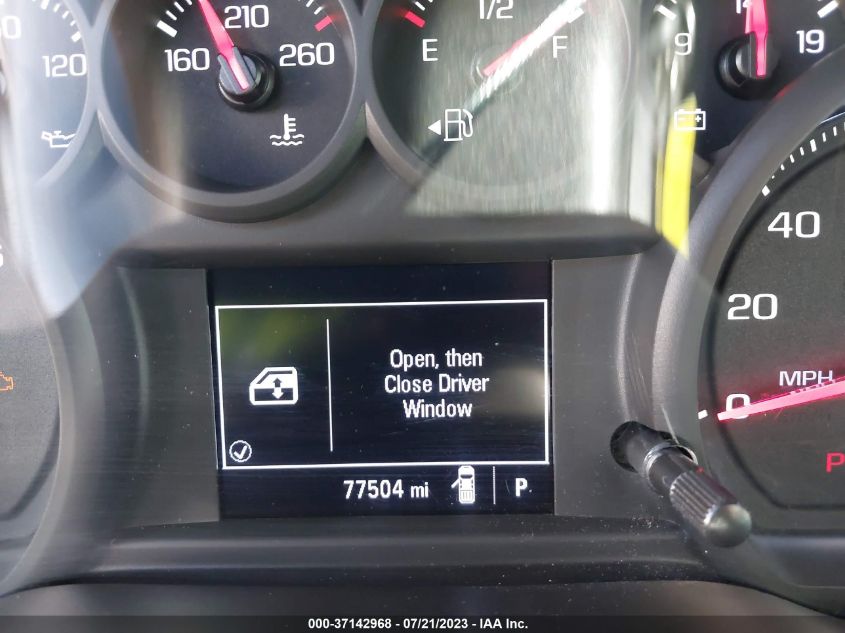 120
160
210
260
E
1/2
F
9
19
40
20
0
MPH
P
Open, then
Close Driver
Window
77504 mi
P
000-37142968 - 07/21/2023 - IAA Inc.